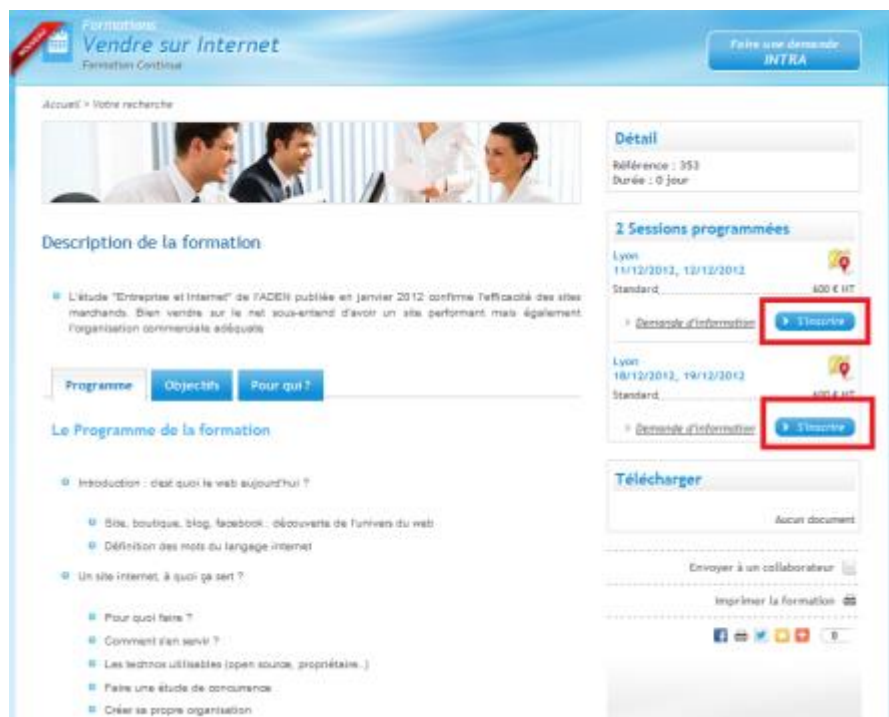 NOUVEAU
Formations
Vendre sur Internet
Formation Continue
Faire une demande
INTRA
Accueil > Votre recherche
Description de la formation
L'étude "Entreprise et Internet" de l'ADEN publiée en janvier 2012 confirme l'efficacité des sites
marchands. Bien vendre sur le net sous-entend d'avoir un site performant mais également
l'organisation commerciale adéquate
Programme
Objectifs
Pour qui ?
Le Programme de la formation
Introduction : c'est quoi le web aujourd'hui ?
Site, boutique, blog, facebook : découverte de l'univers du web
Définition des mots du langage internet
Un site internet, à quoi ça sert ?
Pour quoi faire ?
Comment s'en servir ?
Les technos utilisables (open source, propriétaire..)
Faire une étude de concurrence
Créer sa propre organisation
Détail
Référence : 353
Durée : 0 jour
2 Sessions programmées
Lyon
11/12/2012, 12/12/2012
Standard 600 € HT
> Demande d'information S'inscrire
Lyon
18/12/2012, 19/12/2012
Standard 600 € HT
> Demande d'information S'inscrire
Télécharger
Aucun document
Envoyer à un collaborateur
Imprimer la formation
0